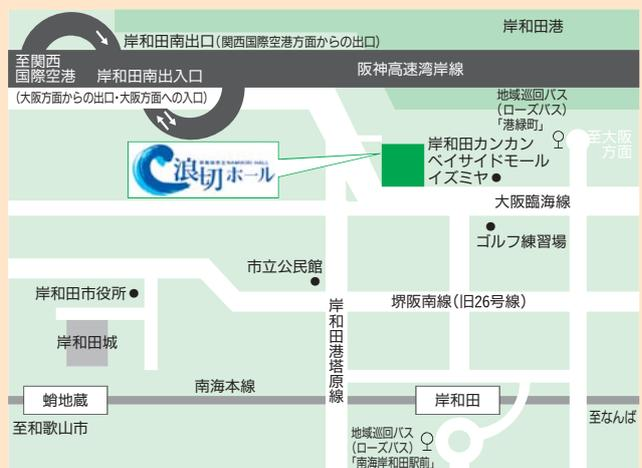 岸和田港
岸和田南出口(関西国際空港方面からの出口)
至関西
国際空港
岸和田南出入口
阪神高速湾岸線
(大阪方面からの出口・大阪方面への入口)
地域巡回バス
(ローズバス)
「港緑町」
至大阪
方面
岸和田カンカン
ベイサイドモール
イズミヤ
浪切ホール
大阪臨海線
ゴルフ練習場
市立公民館
岸和田市役所
堺阪南線(旧26号線)
岸和田港塔原線
岸和田城
南海本線
蛸地蔵
岸和田
至なんば
至和歌山市
地域巡回バス
(ローズバス)
「南海岸和田駅前」